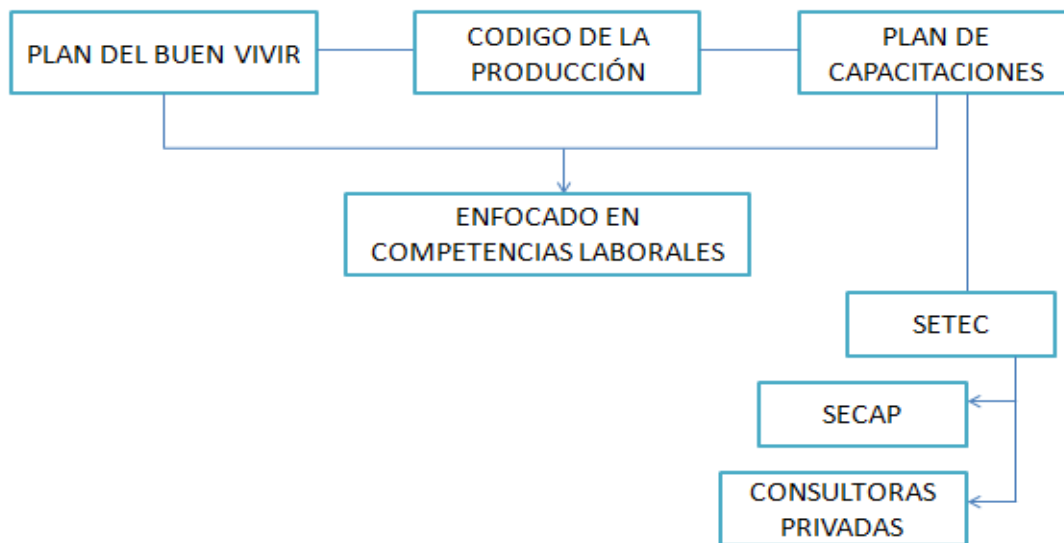 PLAN DEL BUEN VIVIR
CODIGO DE LA
PRODUCCIÓN
PLAN DE
CAPACITACIONES
ENFOCADO EN
COMPETENCIAS LABORALES
SETEC
SECAP
CONSULTORAS
PRIVADAS